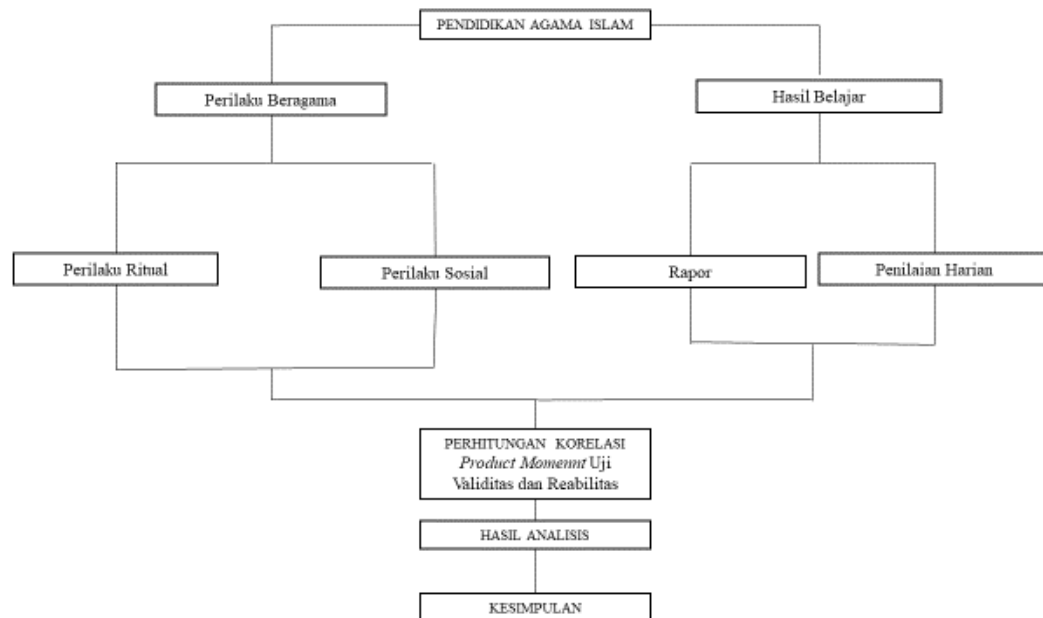 PENDIDIKAN AGAMA ISLAM
Perilaku Beragama
Hasil Belajar
Perilaku Ritual
Perilaku Sosial
Rapor
Penilaian Harian
PERHITUNGAN KORELASI
Product Momennt Uji
Validitas dan Reabilitas
HASIL ANALISIS
KESIMPULAN